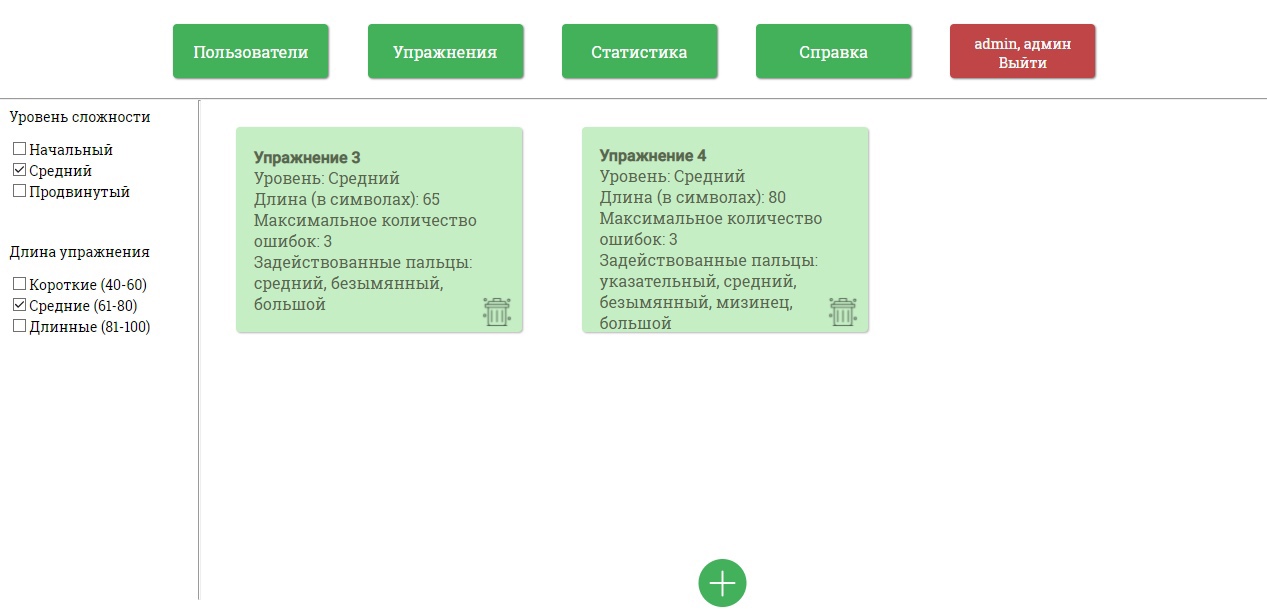 Пользователи
Упражнения
Статистика
Справка
admin, админ
Выйти
Уровень сложности
Начальный
Средний
Продвинутый
Длина упражнения
Короткие (40-60)
Средние (61-80)
Длинные (81-100)
Упражнение 3
Уровень: Средний
Длина (в символах): 65
Максимальное количество
ошибок: 3
Задействованные пальцы:
средний, безымянный,
большой
Упражнение 4
Уровень: Средний
Длина (в символах): 80
Максимальное количество
ошибок: 3
Задействованные пальцы:
указательный, средний,
безымянный, мизинец,
большой